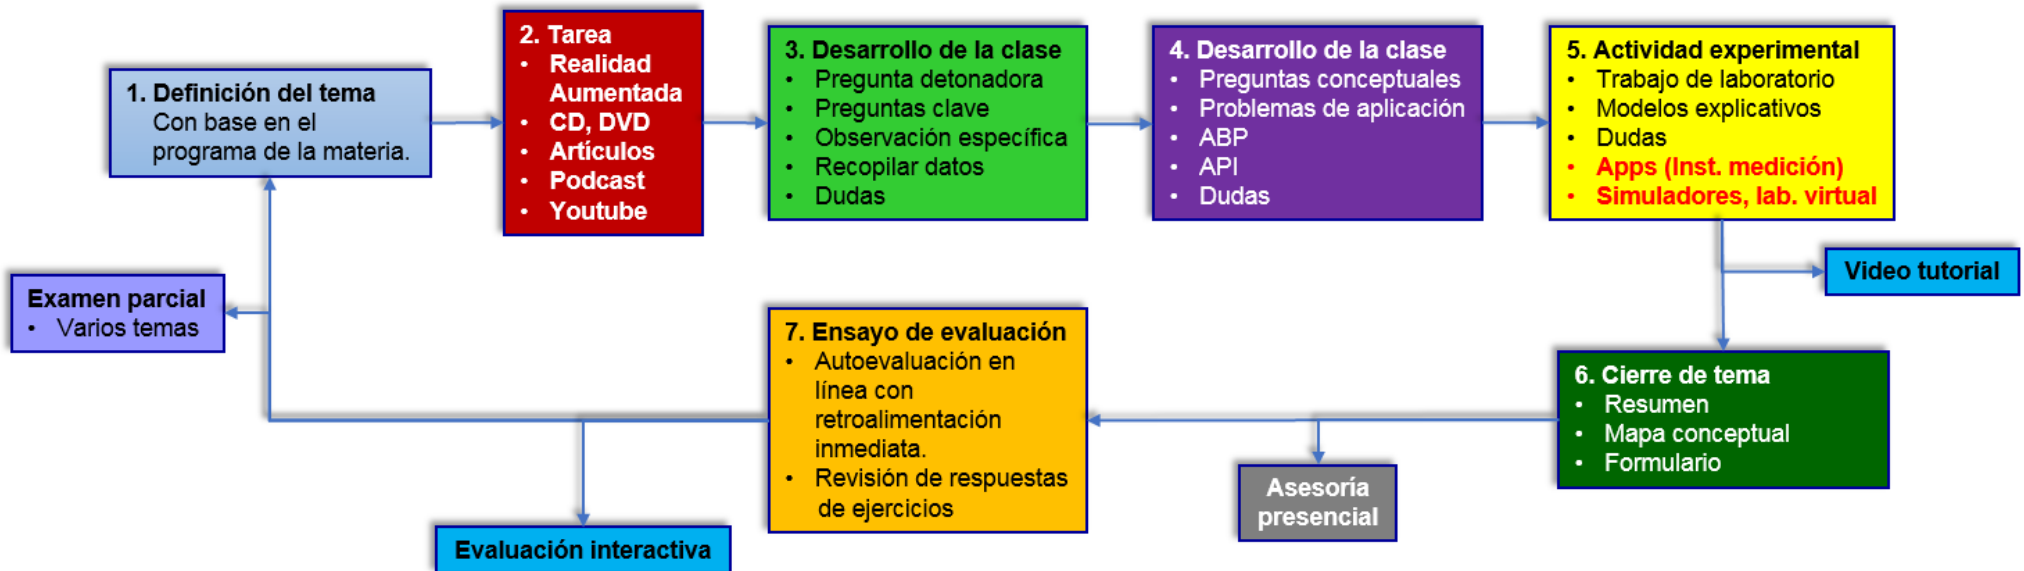 1. Definición del tema
Con base en el
programa de la materia.
2. Tarea
• Realidad
Aumentada
• CD, DVD
• Artículos
• Podcast
• Youtube
3. Desarrollo de la clase
• Pregunta detonadora
• Preguntas clave
• Observación específica
• Recopilar datos
• Dudas
4. Desarrollo de la clase
• Preguntas conceptuales
• Problemas de aplicación
• ABP
• API
• Dudas
5. Actividad experimental
• Trabajo de laboratorio
• Modelos explicativos
• Dudas
• Apps (Inst. medición)
• Simuladores, lab. virtual
Video tutorial
6. Cierre de tema
• Resumen
• Mapa conceptual
• Formulario
Asesoría
presencial
7. Ensayo de evaluación
• Autoevaluación en
línea con
retroalimentación
inmediata.
• Revisión de respuestas
de ejercicios
Evaluación interactiva
Examen parcial
• Varios temas